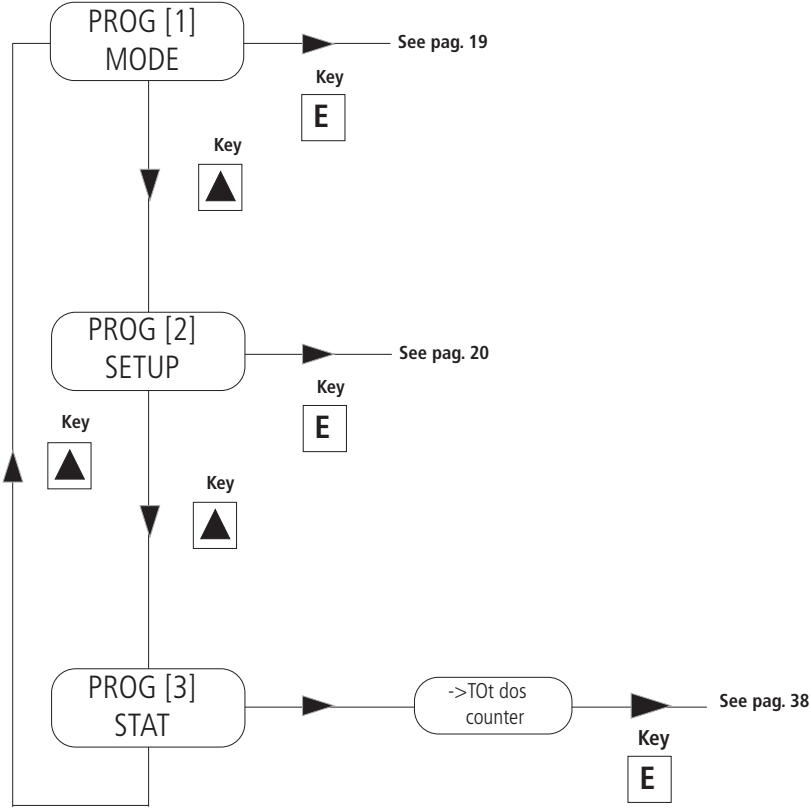 PROG [1]
MODE
See pag. 19
Key
E
Key
PROG [2]
SETUP
See pag. 20
Key
E
Key
Key
PROG [3]
STAT
->TOt dos
counter
See pag. 38
Key
E